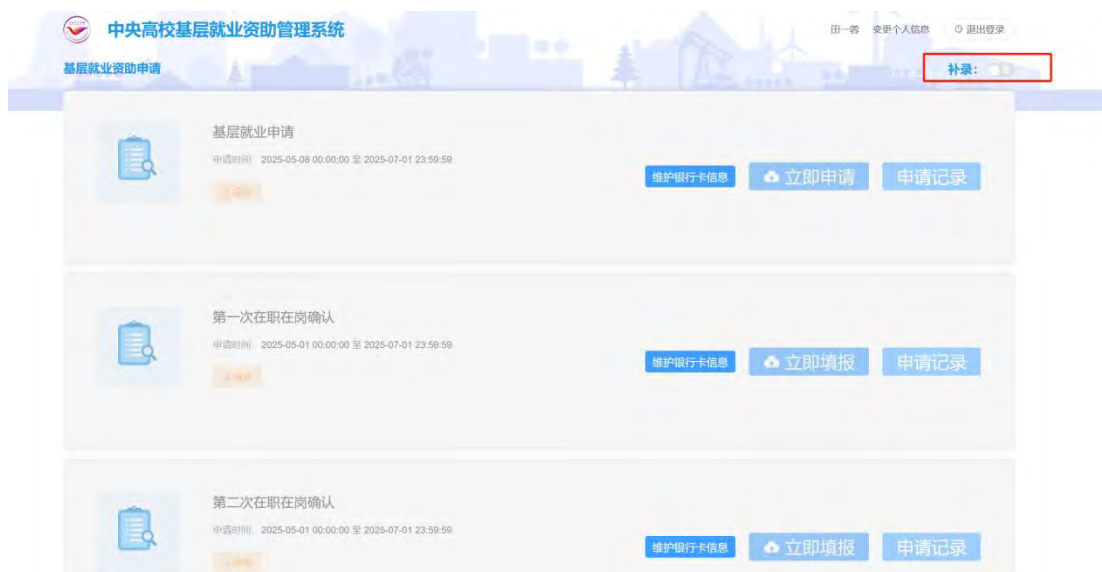 中央高校基层就业资助管理系统
田一蓉 变更个人信息 退出登录
基层就业资助申请
补录：
基层就业申请
申请时间 2025-05-08 00:00:00 至 2025-07-01 23:59:59
维护银行卡信息 立即申请 申请记录
第一次在职在岗确认
申请时间 2025-05-01 00:00:00 至 2025-07-01 23:59:59
维护银行卡信息 立即填报 申请记录
第二次在职在岗确认
申请时间 2025-05-01 00:00:00 至 2025-07-01 23:59:59
维护银行卡信息 立即填报 申请记录